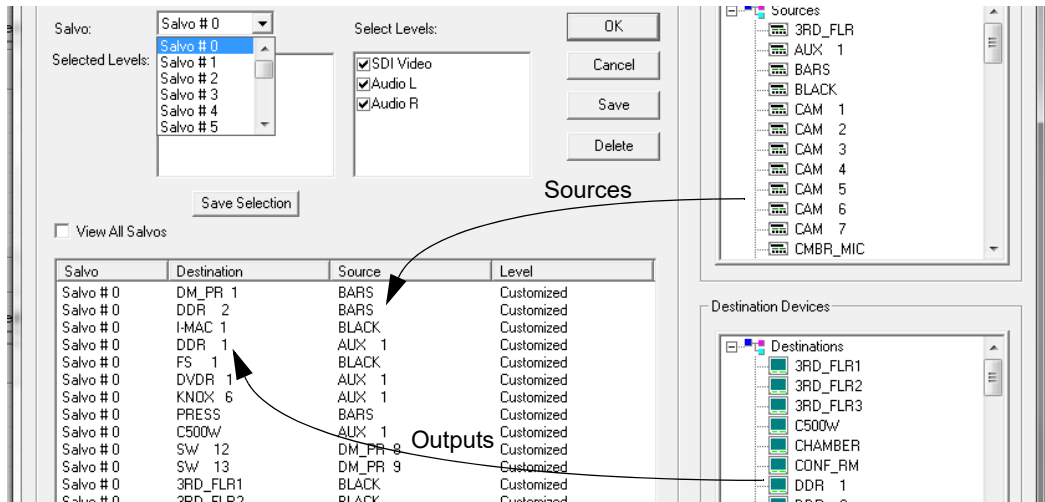 Salvo:
Salvo # 0
Salvo # 0
Salvo # 1
Salvo # 2
Salvo # 3
Salvo # 4
Salvo # 5
Selected Levels:
Select Levels:
SDI Video
Audio L
Audio R
OK
Cancel
Save
Delete
Save Selection
View All Salvos
Sources
Salvo Destination Source Level
Salvo # 0 DM_PR 1 BARS Customized
Salvo # 0 DDR 2 BARS Customized
Salvo # 0 I-MAC 1 BLACK Customized
Salvo # 0 DDR 1 AUX 1 Customized
Salvo # 0 FS 1 BLACK Customized
Salvo # 0 DVDR 1 AUX 1 Customized
Salvo # 0 KNOX 6 AUX 1 Customized
Salvo # 0 PRESS BARS Customized
Salvo # 0 C500W AUX 1 Customized
Salvo # 0 SW 12 DM_PR 8 Customized
Salvo # 0 SW 13 DM_PR 9 Customized
Salvo # 0 3RD_FLR1 BLACK Customized
Salvo # 0 3RD_FLR2 BLACK Customized
Outputs
Sources
3RD_FLR
AUX 1
BARS
BLACK
CAM 1
CAM 2
CAM 3
CAM 4
CAM 5
CAM 6
CAM 7
CMBR_MIC
Destination Devices
Destinations
3RD_FLR1
3RD_FLR2
3RD_FLR3
C500W
CHAMBER
CONF_RM
DDR 1